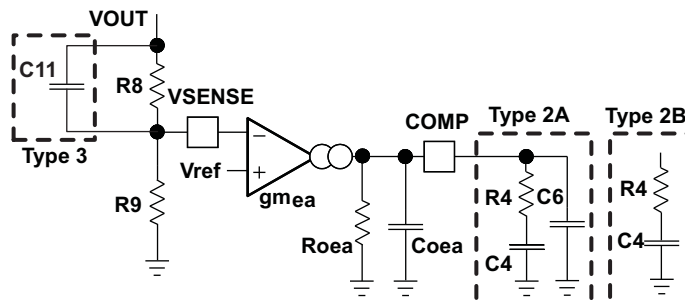 VOUT
C11
R8
VSENSE
Type 3
COMP
Type 2A
Type 2B
Vref
gmea
R9
Roea
Coea
R4
C6
C4
R4
C4
−
+